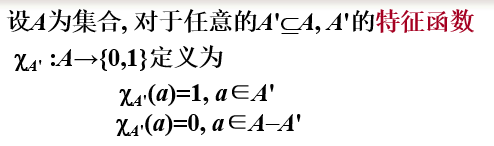 设A为集合, 对于任意的A'⊆A, A'的特征函数
χA' :A→{0,1}定义为
χA'(a)=1, a∈A'
χA'(a)=0, a∈A–A'